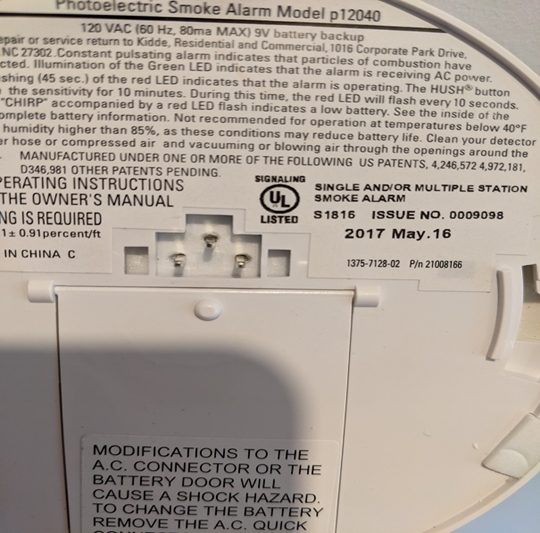 Photoelectric Smoke Alarm Model p12040
120 VAC (60 Hz, 80ma MAX) 9V battery backup
epair or service return to Kidde, Residential and Commercial, 1016 Corporate Park Drive,
NC 27302. Constant pulsating alarm indicates that particles of combustion have
cted. Illumination of the Green LED indicates that the alarm is receiving AC power.
shing (45 sec.) of the red LED indicates that the alarm is operating. The HUSH® button
the sensitivity for 10 minutes. During this time, the red LED will flash every 10 seconds.
"CHIRP" accompanied by a red LED flash indicates a low battery. See the inside of the
omplete battery information. Not recommended for operation at temperatures below 40°F
humidity higher than 85%, as these conditions may reduce battery life. Clean your detector
er hose or compressed air and vacuuming or blowing air through the openings around the
MANUFACTURED UNDER ONE OR MORE OF THE FOLLOWING US PATENTS, 4,246,572 4,972,181,
D346,981 OTHER PATENTS PENDING.
PERATING INSTRUCTIONS
THE OWNER'S MANUAL
NG IS REQUIRED
1± 0.91percent/ft
IN CHINA C
SIGNALING
UL
LISTED
SINGLE AND/OR MULTIPLE STATION
SMOKE ALARM
S1816 ISSUE NO. 0009098
2017 May.16
1375-7128-02 P/n 21008166
MODIFICATIONS TO THE
A.C. CONNECTOR OR THE
BATTERY DOOR WILL
CAUSE A SHOCK HAZARD.
TO CHANGE THE BATTERY
REMOVE THE A.C. QUICK